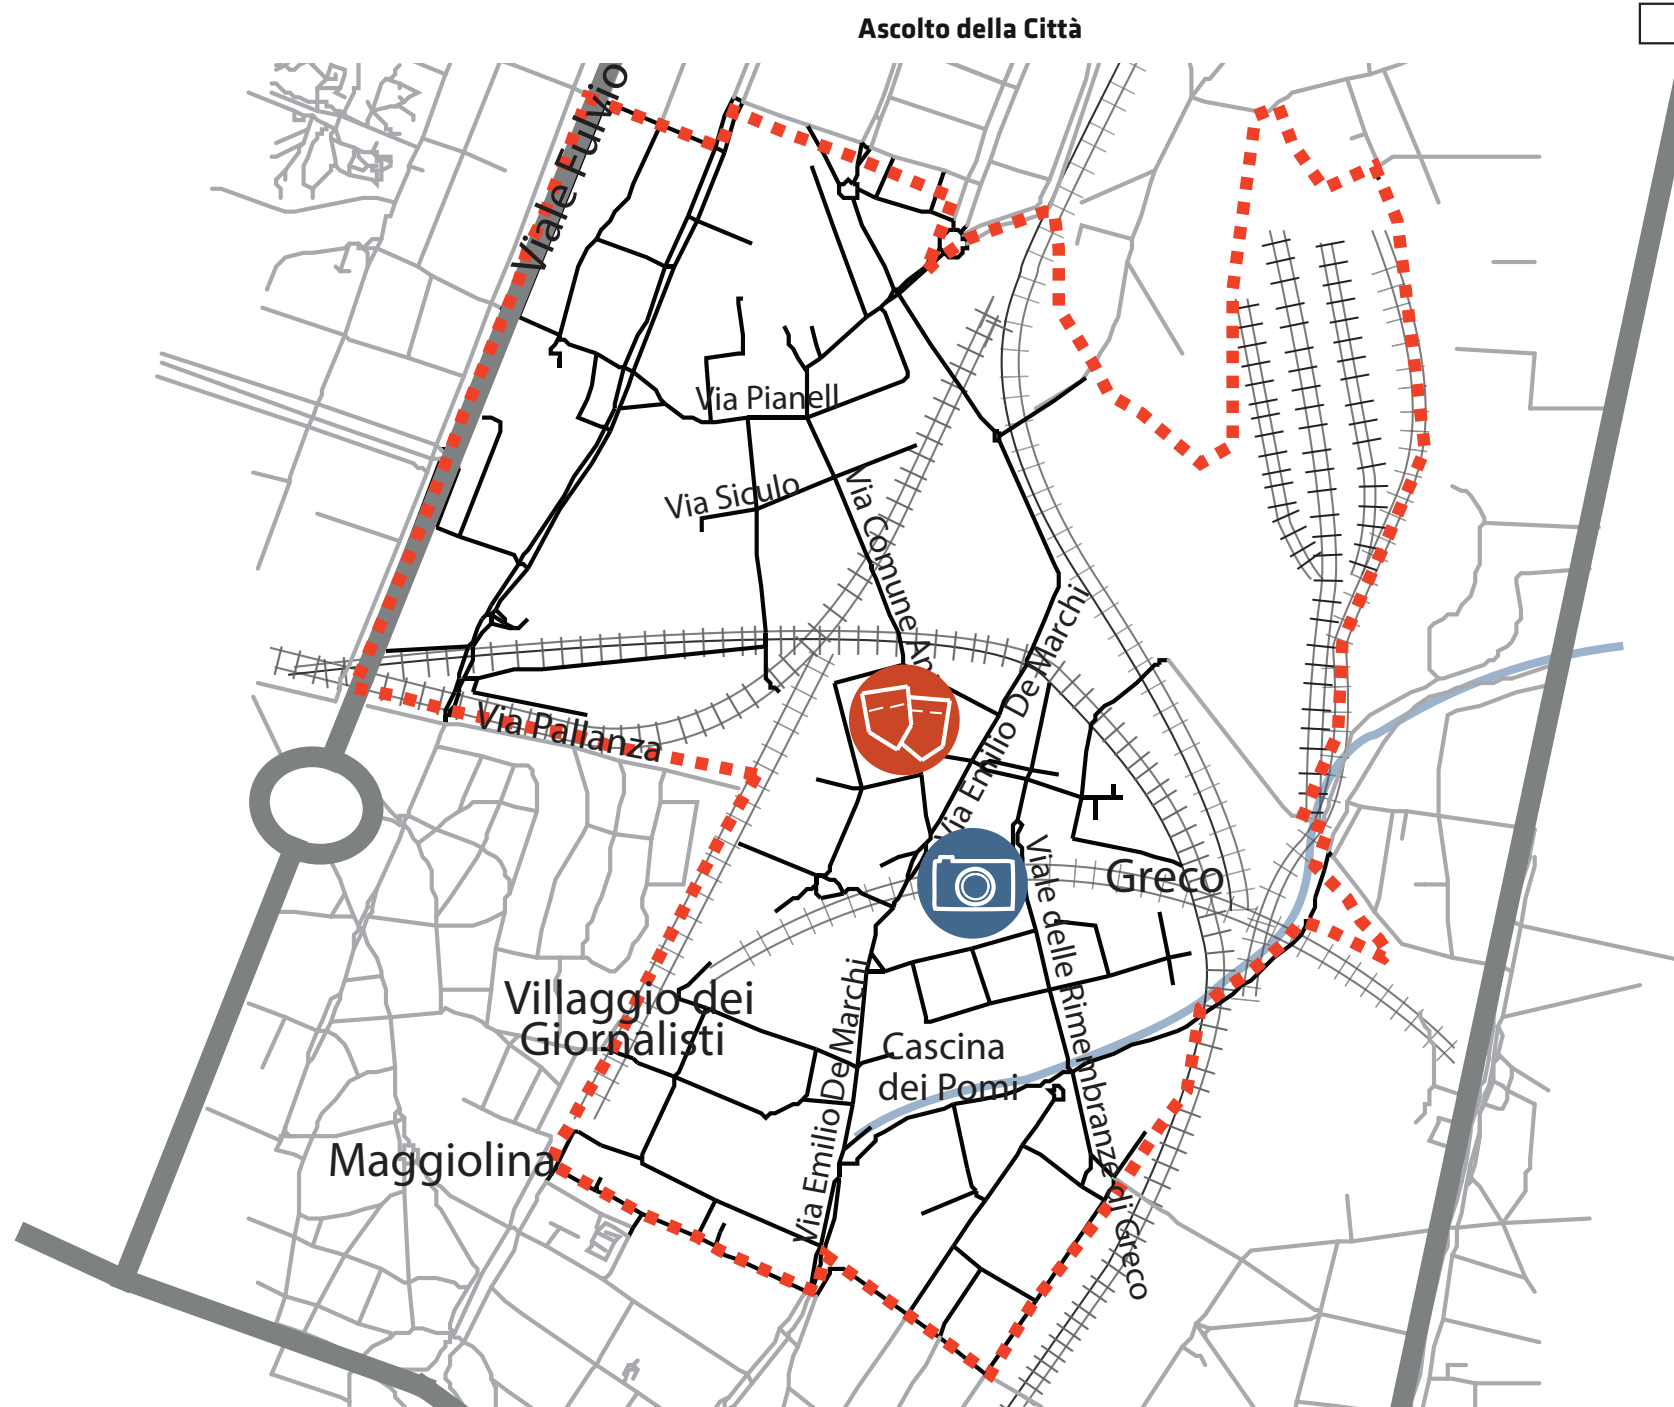 Ascolto della Città
Viale Fulvio
Via Pianell
Via Siculo
Via Comune An
Via Emilio De Marchi
Via Pallanza
Greco
Viale delle Rimembranze di Greco
Villaggio dei
Giornalisti
Via Emilio De Marchi
Cascina
dei Pomi
Maggiolina